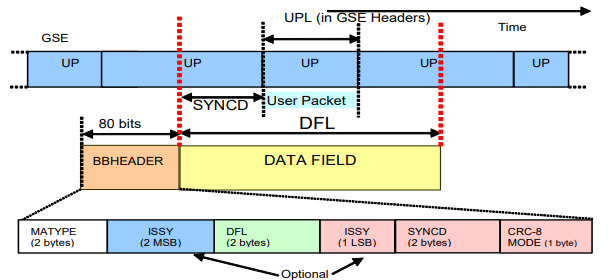 UPL (in GSE Headers)
Time
GSE
UP UP UP UP UP
SYNCD
User Packet
80 bits
DFL
BBHEADER
DATA FIELD
MATYPE
(2 bytes)
ISSY
(2 MSB)
DFL
(2 bytes)
ISSY
(1 LSB)
SYNCD
(2 bytes)
CRC-8
MODE (1 byte)
Optional